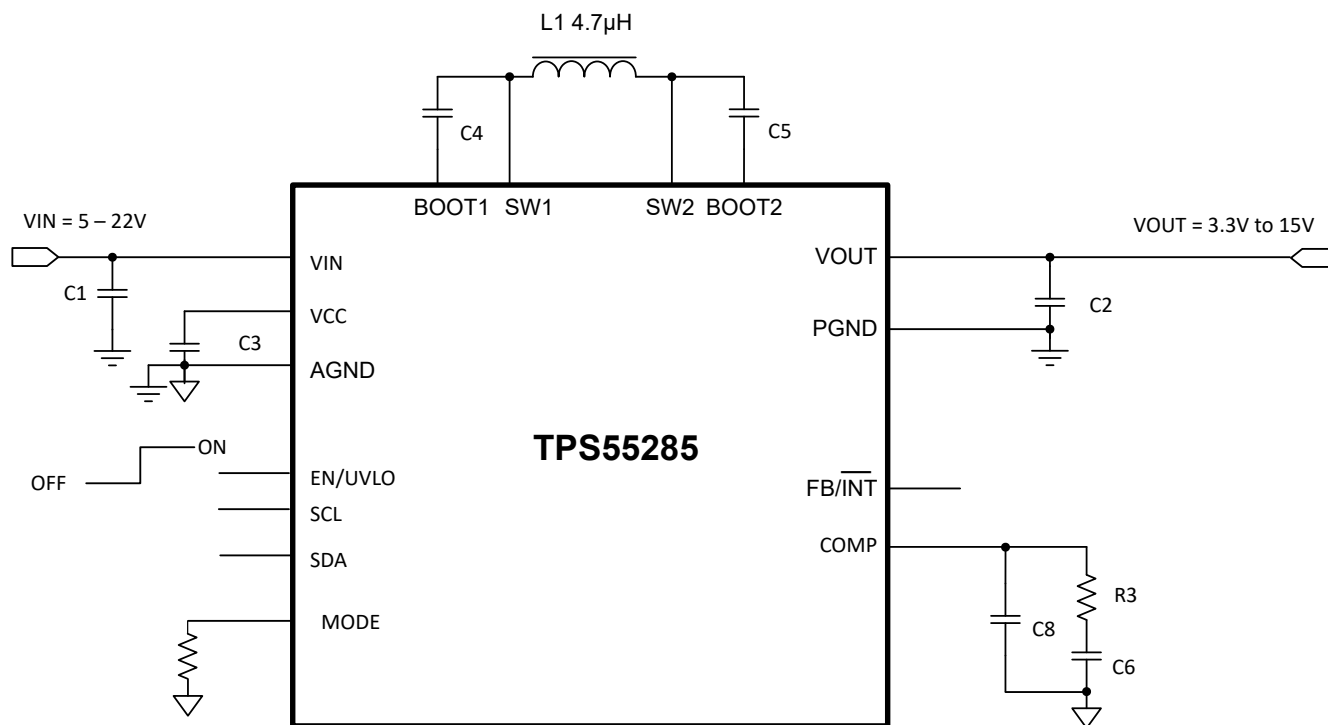 L1 4.7µH
C4
C5
BOOT1 SW1 SW2 BOOT2
VIN = 5 – 22V
VOUT = 3.3V to 15V
VIN
VOUT
C1
C2
VCC
PGND
C3
AGND
TPS55285
ON
OFF
EN/UVLO
FB/INT
SCL
COMP
SDA
R3
MODE
C8
C6